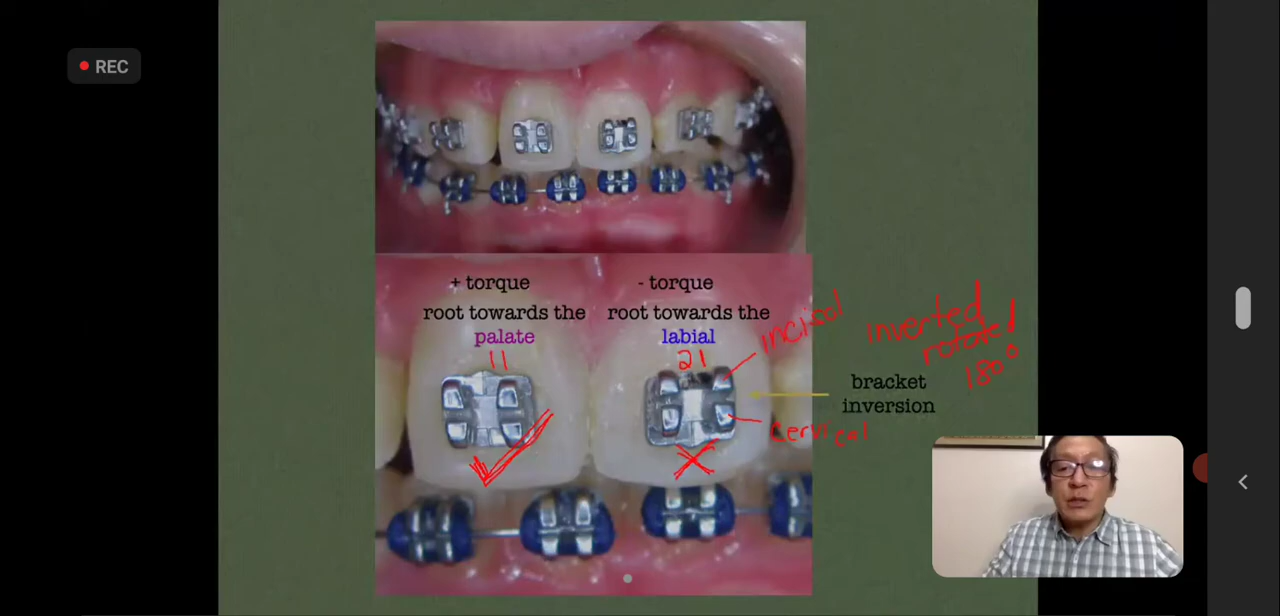 REC
+ torque
root towards the
palate
11
- torque
root towards the
labial
21
incisal
cervical
inverted
rotated
180°
bracket
inversion